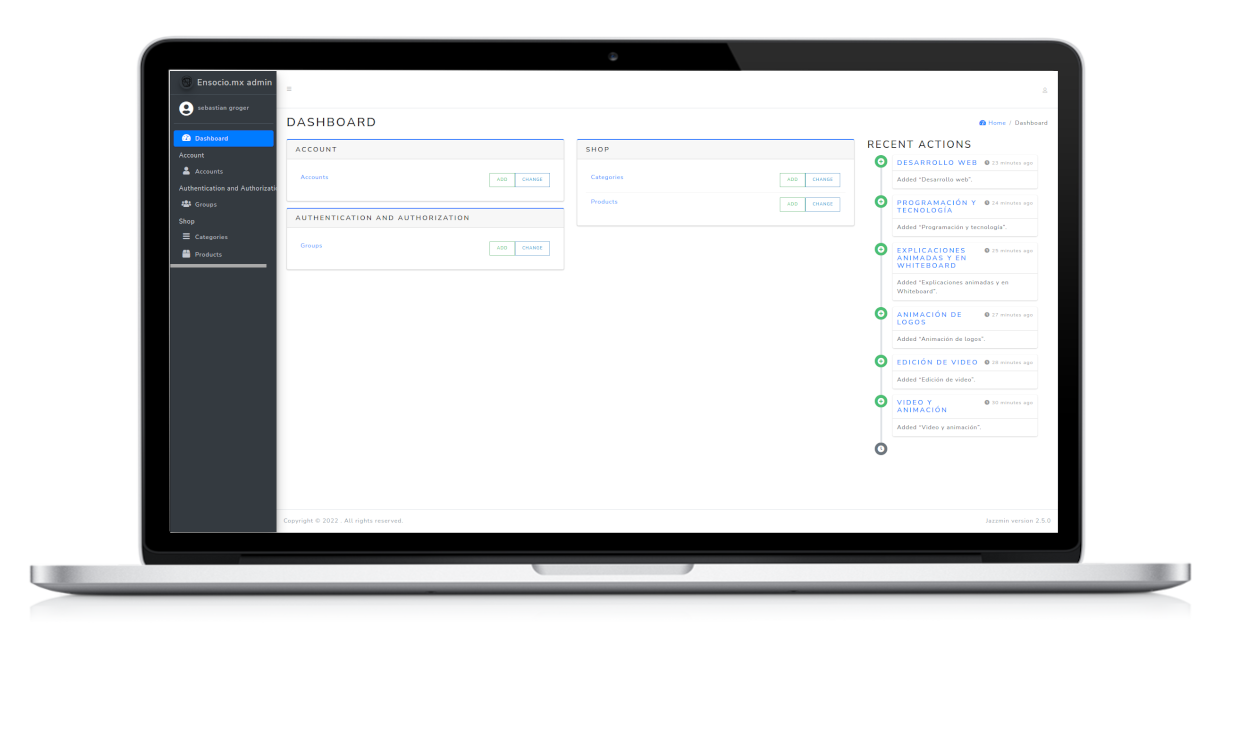 Ensocio.mx admin
sebastian groger
Dashboard
Account
Accounts
Authentication and Authorizati
Groups
Shop
Categories
Products
DASHBOARD
Home / Dashboard
ACCOUNT
Accounts
ADD CHANGE
AUTHENTICATION AND AUTHORIZATION
Groups
ADD CHANGE
SHOP
Categories
ADD CHANGE
Products
ADD CHANGE
RECENT ACTIONS
DESARROLLO WEB 23 minutes ago
Added “Desarrollo web”.
PROGRAMACIÓN Y 24 minutes ago
TECNOLOGÍA
Added “Programación y tecnología”.
EXPLICACIONES 25 minutes ago
ANIMADAS Y EN
WHITEBOARD
Added “Explicaciones animadas y en
Whiteboard”.
ANIMACIÓN DE 27 minutes ago
LOGOS
Added “Animación de logos”.
EDICIÓN DE VIDEO 28 minutes ago
Added “Edición de video”.
VIDEO Y 30 minutes ago
ANIMACIÓN
Added “Video y animación”.
Copyright © 2022 . All rights reserved.
Jazzmin version 2.5.0